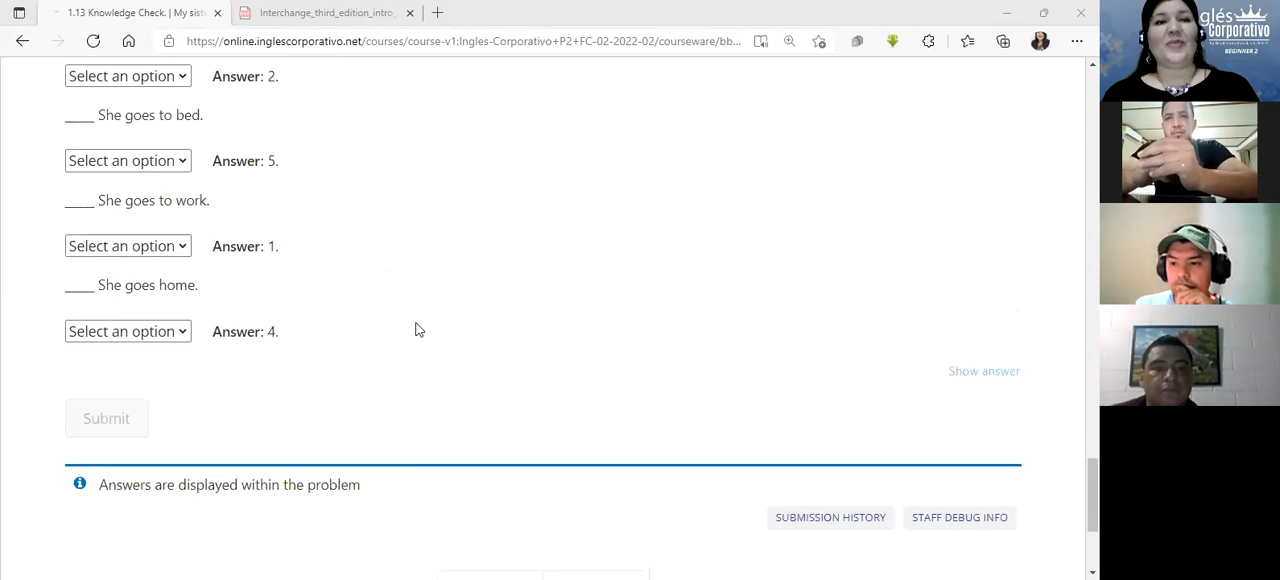 1.13 Knowledge Check. | My siste
Interchange_third_edition_intro_
https://online.inglescorporativo.net/courses/course-v1:Ingles-Corporativo+P2+FC-02-2022-02/courseware/bb...
Select an option Answer: 2.
____ She goes to bed.
Select an option Answer: 5.
____ She goes to work.
Select an option Answer: 1.
____ She goes home.
Select an option Answer: 4.
Show answer
Submit
Answers are displayed within the problem
SUBMISSION HISTORY STAFF DEBUG INFO
glés
Corporativo
BEGINNER 2